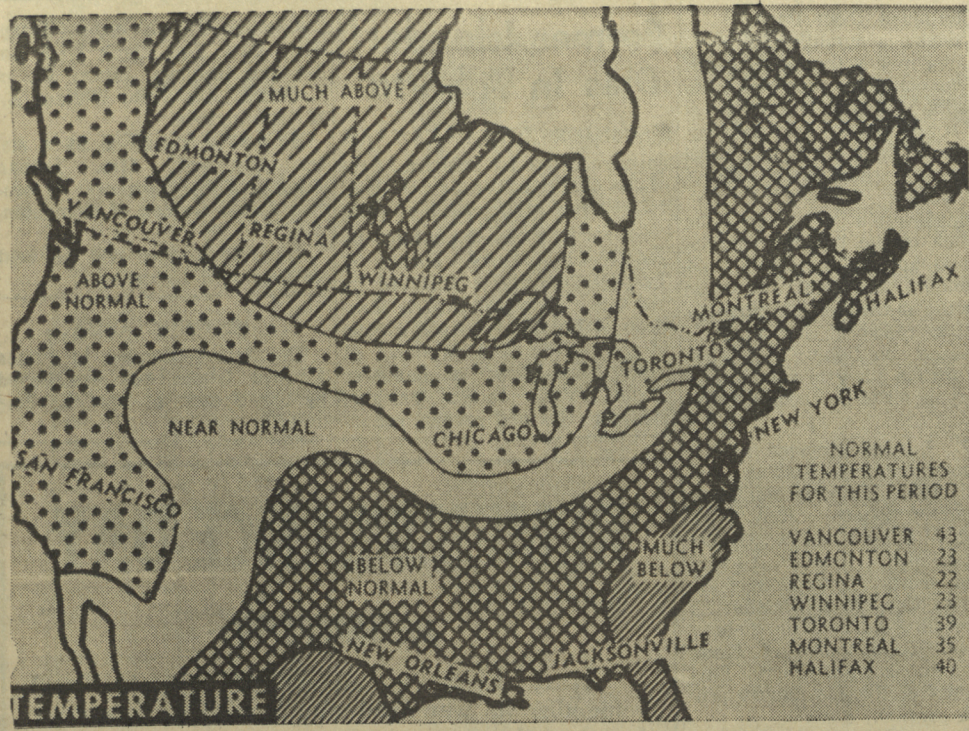 MUCH ABOVE
EDMONTON
VANCOUVER
REGINA
WINNIPEG
ABOVE
NORMAL
MONTREAL
HALIFAX
TORONTO
NEAR NORMAL
CHICAGO
NEW YORK
SAN FRANCISCO
NORMAL
TEMPERATURES
FOR THIS PERIOD
VANCOUVER 43
EDMONTON 23
REGINA 22
WINNIPEG 23
TORONTO 39
MONTREAL 35
HALIFAX 40
MUCH
BELOW
BELOW
NORMAL
NEW ORLEANS
JACKSONVILLE
TEMPERATURE